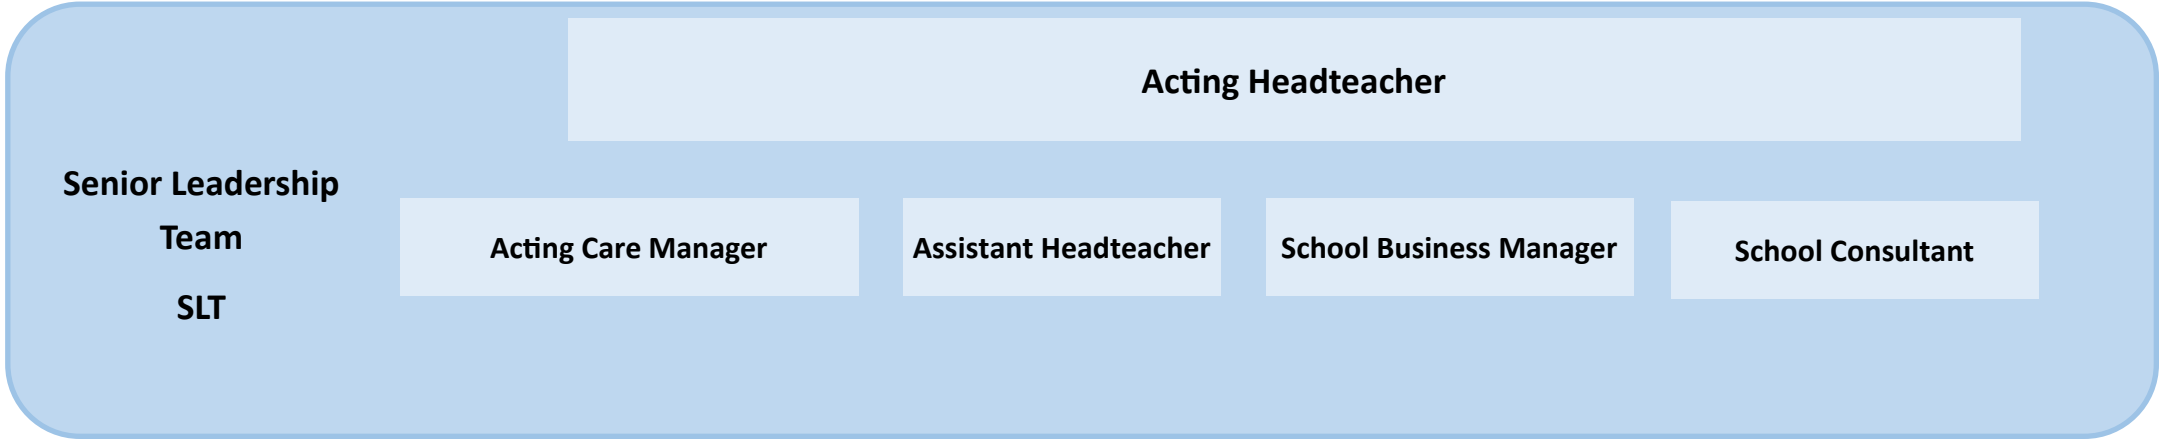 Acting Headteacher
Senior Leadership
Team
SLT
Acting Care Manager
Assistant Headteacher
School Business Manager
School Consultant